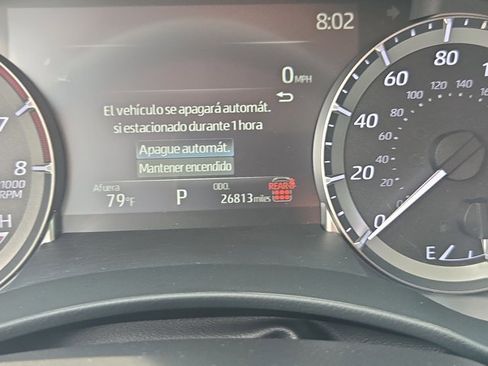 8:02
0 MPH
El vehículo se apagará automát.
si estacionado durante 1 hora
Apague automát.
Mantener encendido
Afuera
79°F
P
ODO.
26813 miles
REAR
7
8
x1000
RPM
H
0
20
40
60
80
20
40
60
80
100
120
140
E